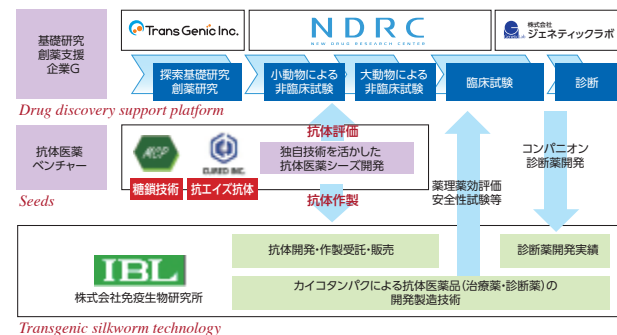 基礎研究
創薬支援
企業G
Trans Genic Inc.
NDRC
NEW DRUG RESEARCH CENTER
株式会社
ジェネティックラボ
探索基礎研究
創薬研究
小動物による
非臨床試験
大動物による
非臨床試験
臨床試験
診断
Drug discovery support platform
抗体医薬
ベンチャー
MCP
CURED INC.
糖鎖技術
抗エイズ抗体
抗体評価
独自技術を活かした
抗体医薬シーズ開発
抗体作製
薬理薬効評価
安全性試験等
コンパニオン
診断薬開発
Seeds
IBL
株式会社免疫生物研究所
抗体開発・作製受託・販売
診断薬開発実績
カイコタンパクによる抗体医薬品（治療薬・診断薬）の
開発製造技術
Transgenic silkworm technology